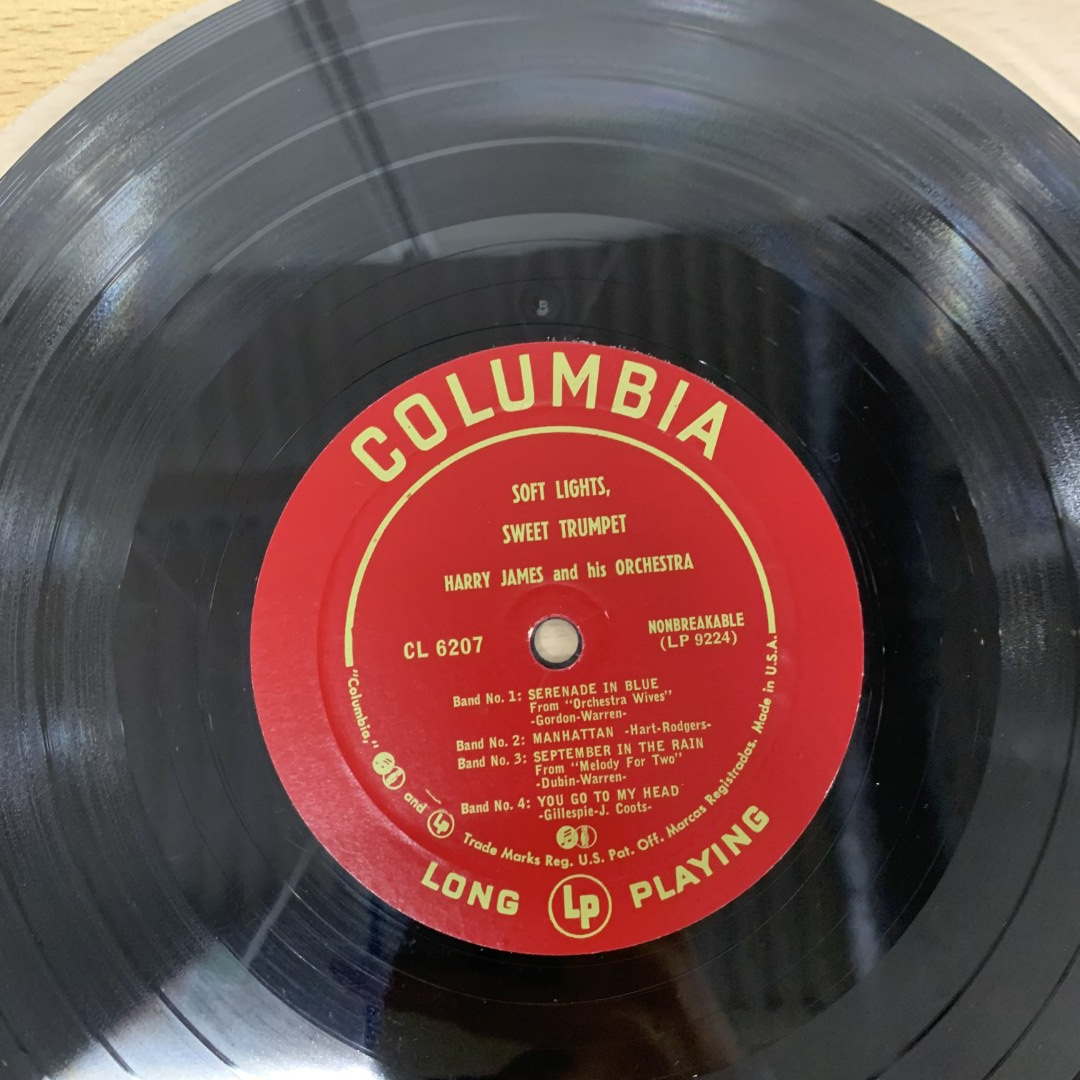 B
COLUMBIA
SOFT LIGHTS,
SWEET TRUMPET
HARRY JAMES and his ORCHESTRA
CL 6207
NONBREAKABLE
(LP 9224)
Band No. 1: SERENADE IN BLUE
From "Orchestra Wives"
-Gordon-Warren-
Band No. 2: MANHATTAN -Hart-Rodgers-
Band No. 3: SEPTEMBER IN THE RAIN
From "Melody For Two"
-Dubin-Warren-
Band No. 4: YOU GO TO MY HEAD
-Gillespie-J. Coots-
"Columbia," and Lp Trade Marks Reg. U.S. Pat. Off. Marcas Registradas. Made in U.S.A.
LONG Lp PLAYING